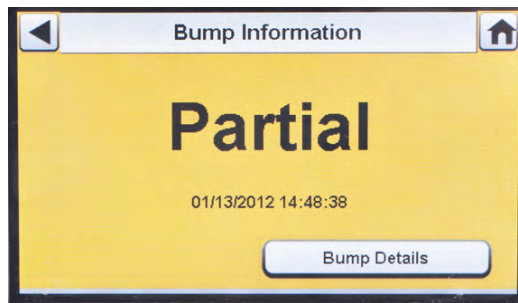 Bump Information
Partial
01/13/2012 14:48:38
Bump Details